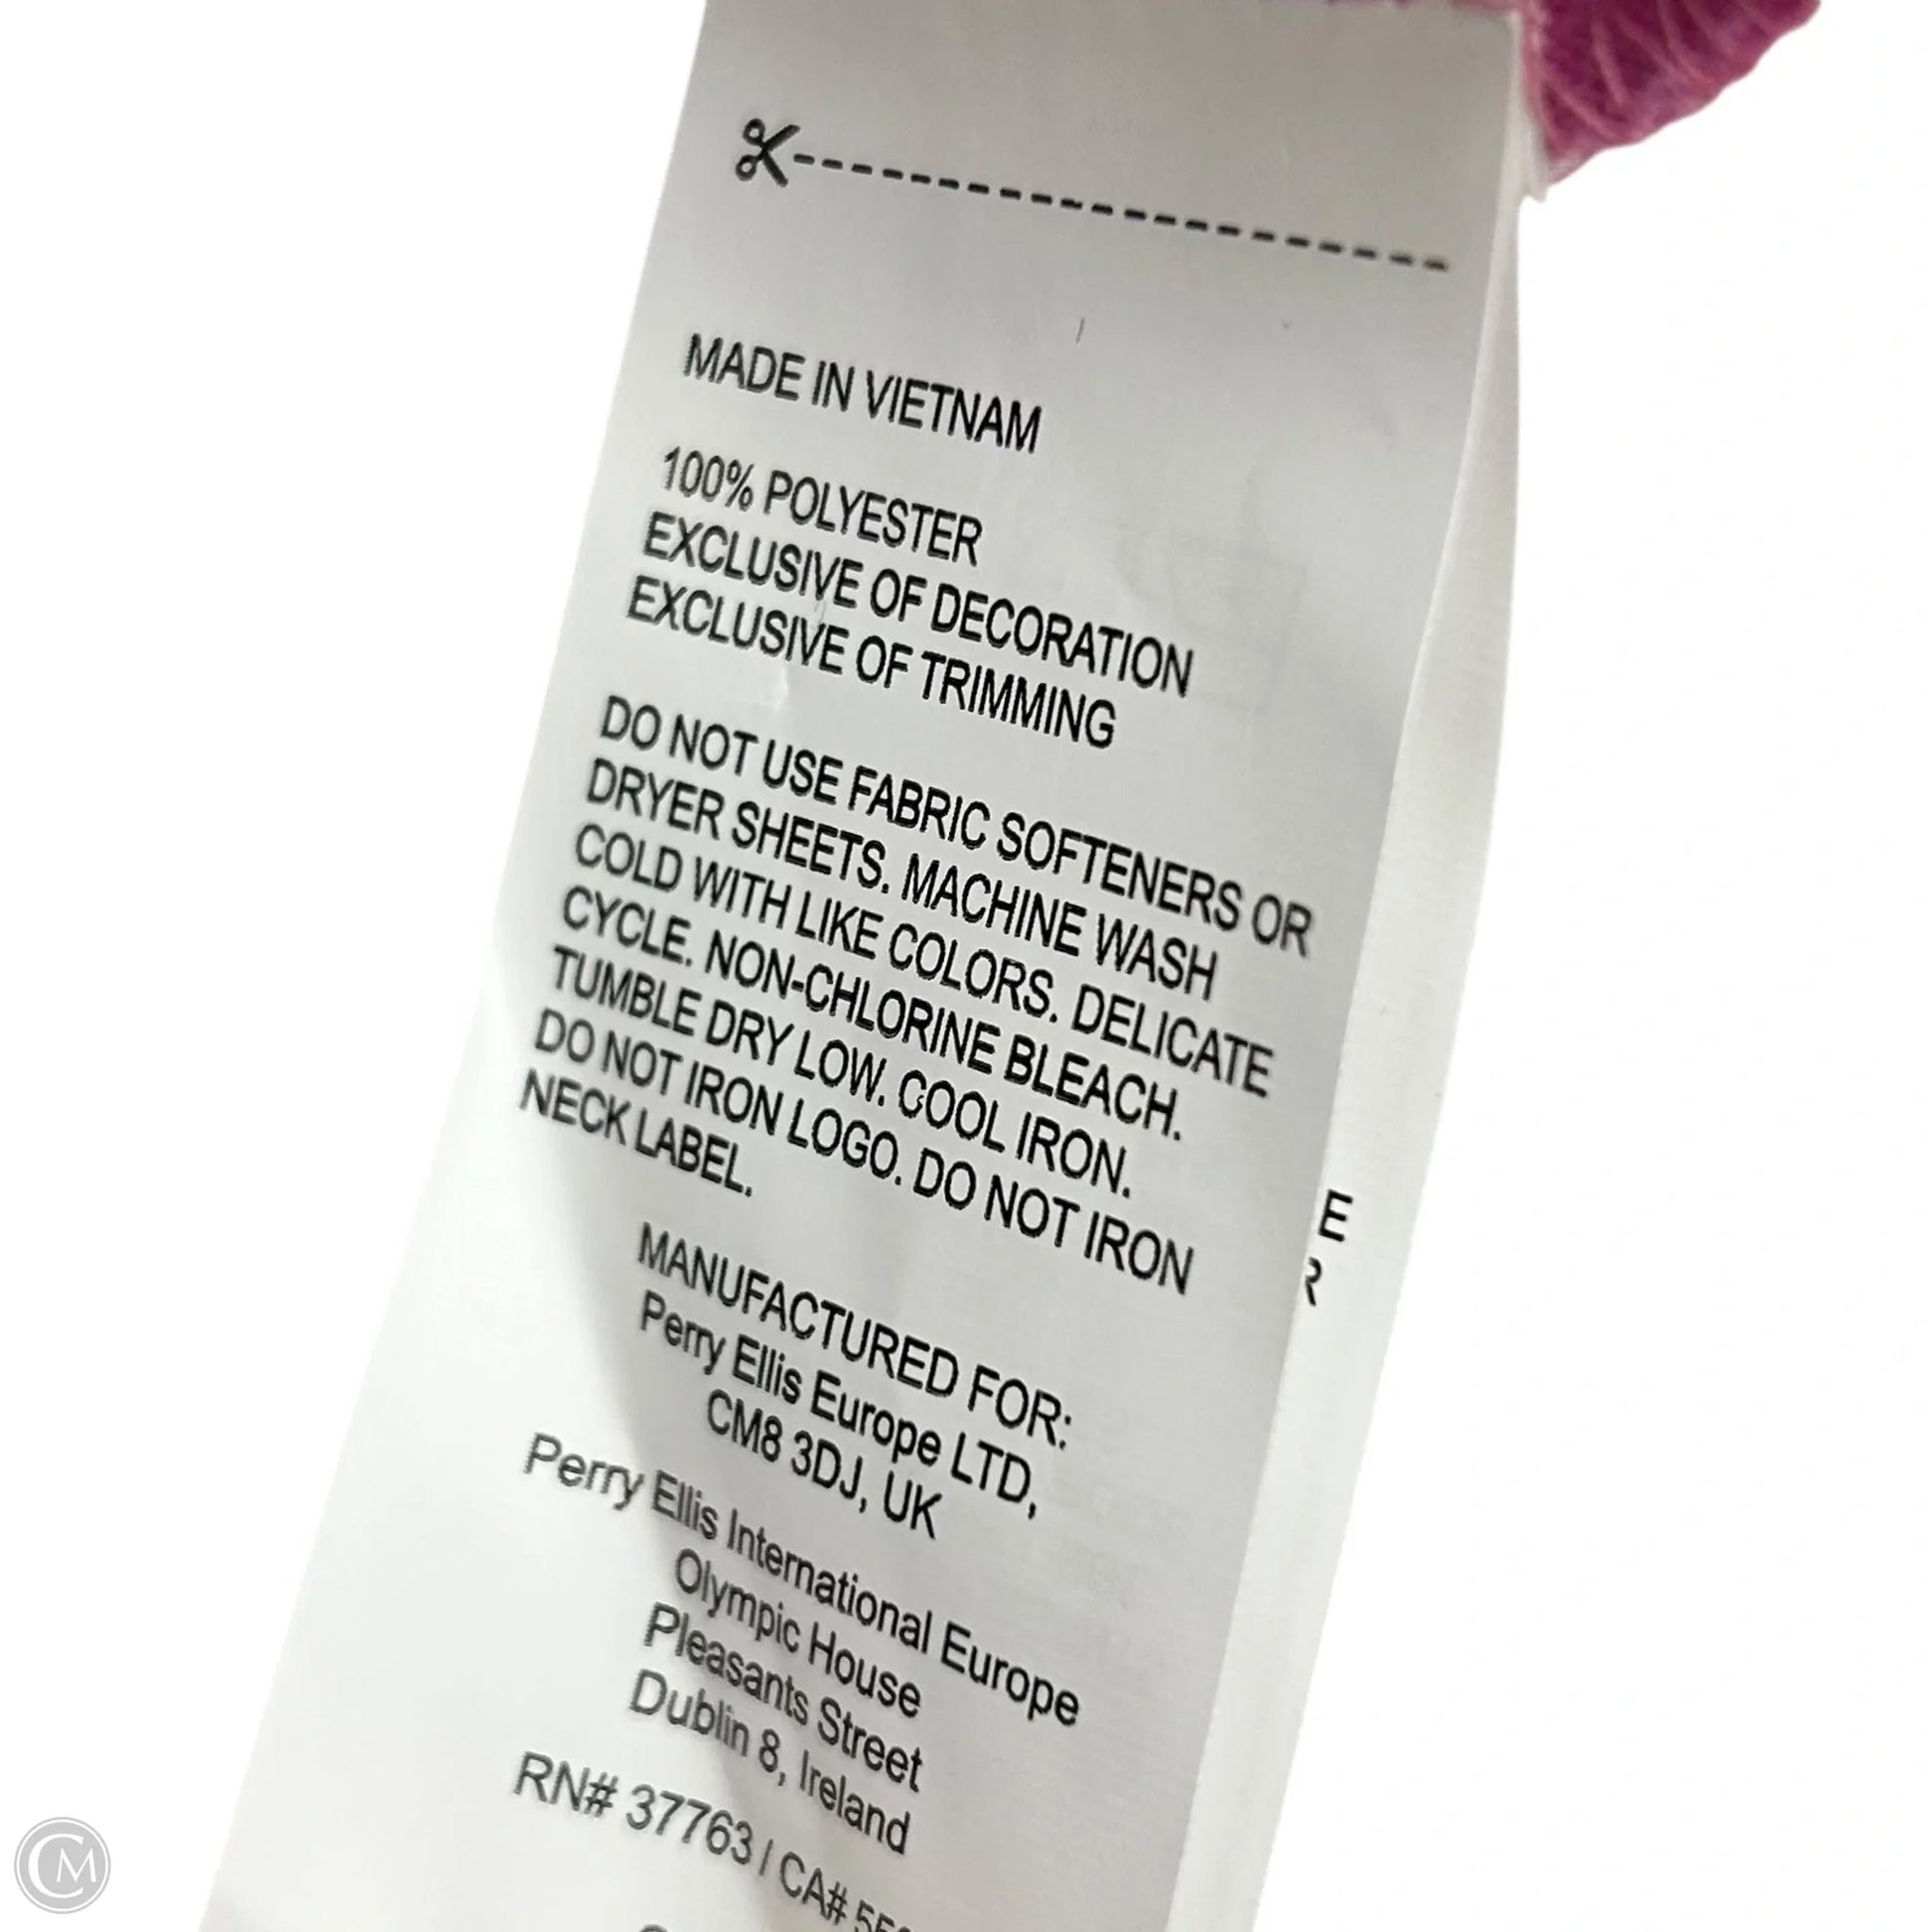 MADE IN VIETNAM
100% POLYESTER
EXCLUSIVE OF DECORATION
EXCLUSIVE OF TRIMMING
DO NOT USE FABRIC SOFTENERS OR
DRYER SHEETS. MACHINE WASH
COLD WITH LIKE COLORS. DELICATE
CYCLE. NON-CHLORINE BLEACH.
TUMBLE DRY LOW. COOL IRON.
DO NOT IRON LOGO. DO NOT IRON
NECK LABEL.
MANUFACTURED FOR:
Perry Ellis Europe LTD,
CM8 3DJ, UK
Perry Ellis International Europe
Olympic House
Pleasants Street
Dublin 8, Ireland
RN# 37763 / CA#
E
R
CM